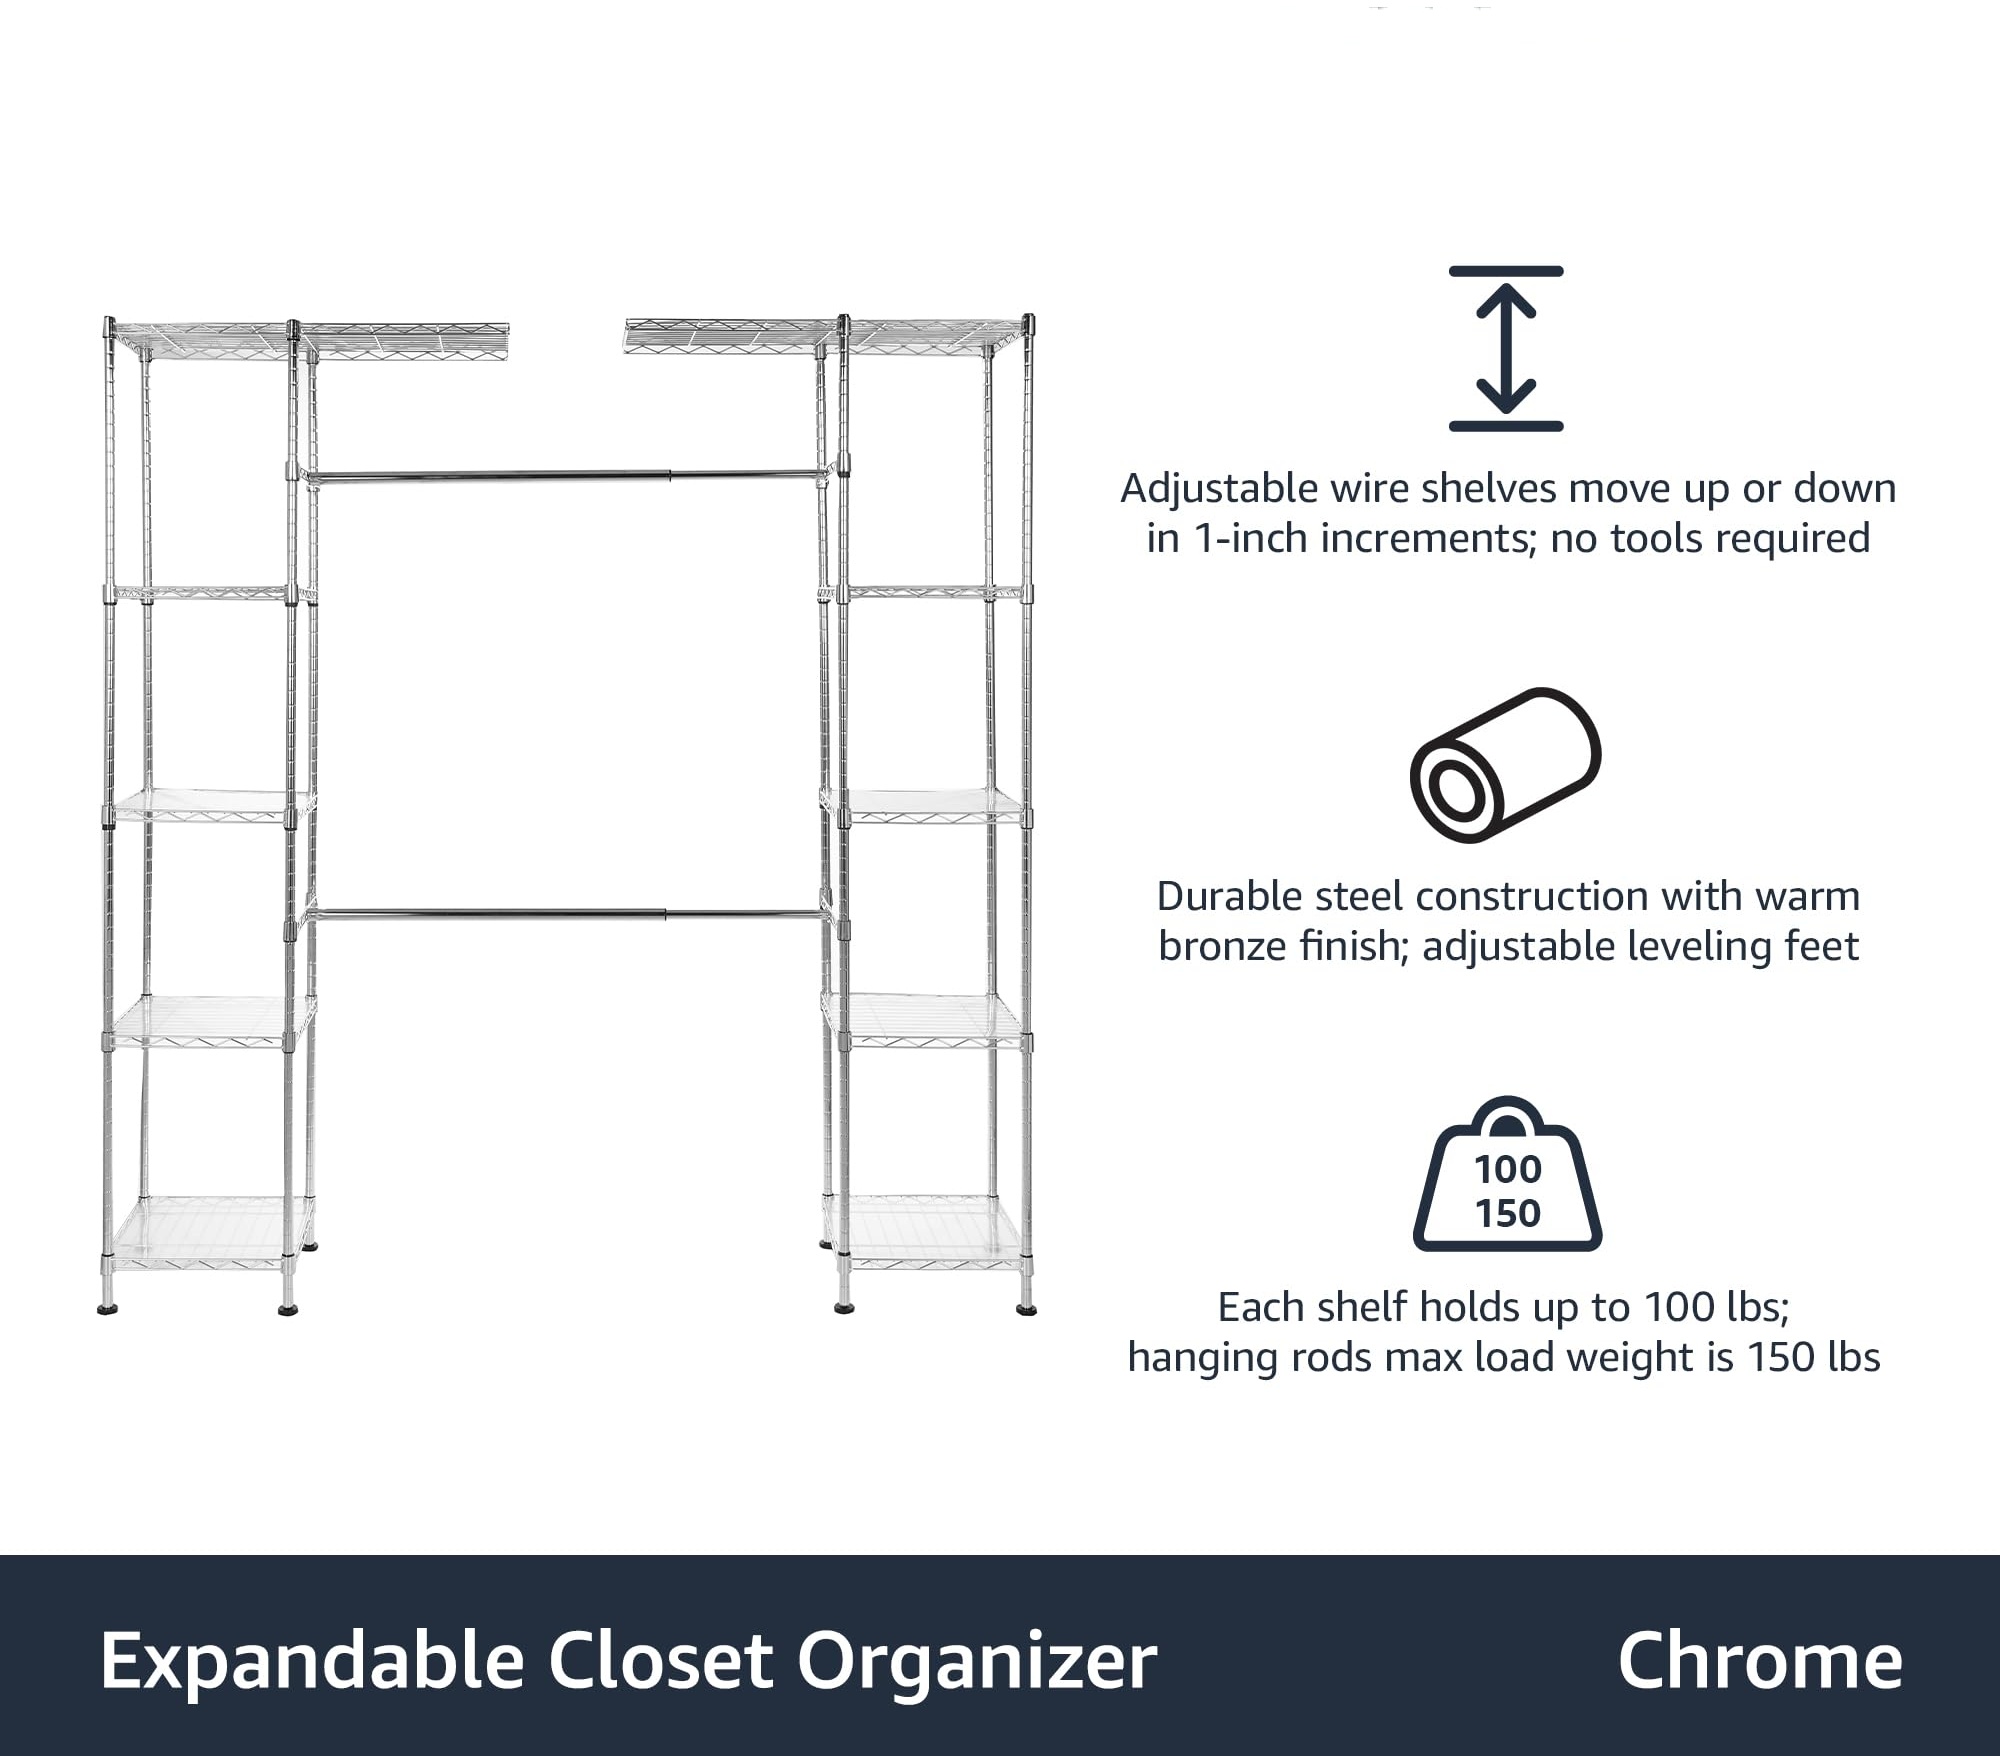 Adjustable wire shelves move up or down
in 1-inch increments; no tools required
Durable steel construction with warm
bronze finish; adjustable leveling feet
100
150
Each shelf holds up to 100 lbs;
hanging rods max load weight is 150 lbs
Expandable Closet Organizer
Chrome